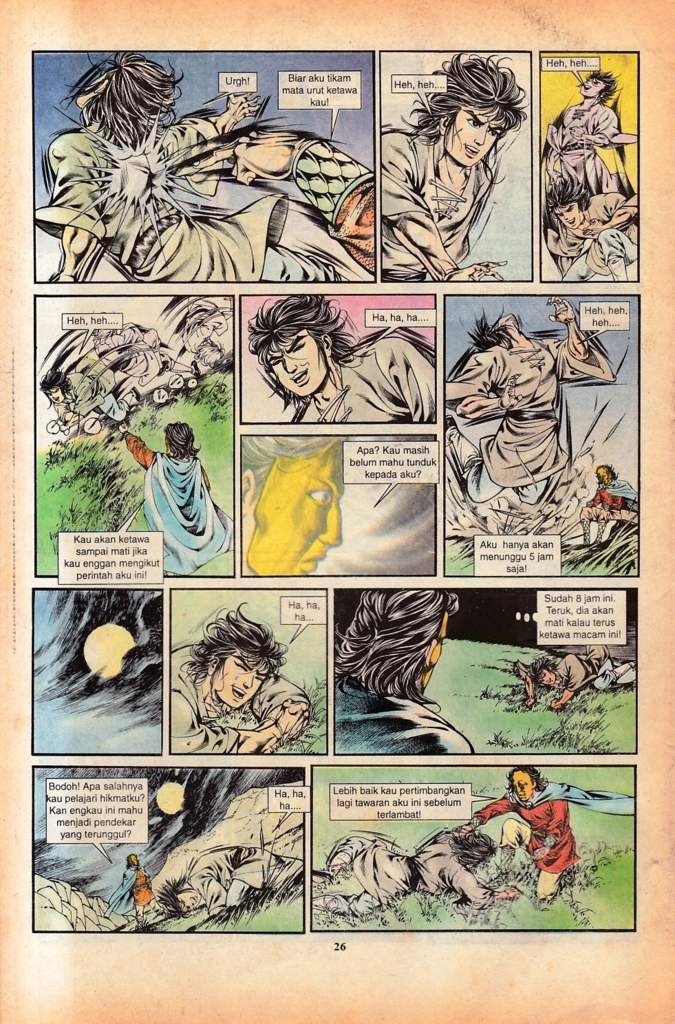 Urgh!
Biar aku tikam
mata urut ketawa
kau!
Heh, heh....
Heh, heh....
Heh, heh....
Kau akan ketawa
sampai mati jika
kau enggan mengikut
perintah aku ini!
Ha, ha, ha....
Apa? Kau masih
belum mahu tunduk
kepada aku?
Heh, heh,
heh....
Aku hanya akan
menunggu 5 jam
saja!
Ha, ha,
ha...
Sudah 8 jam ini.
Teruk, dia akan
mati kalau terus
ketawa macam ini!
Bodoh! Apa salahnya
kau pelajari hikmatku?
Kan engkau ini mahu
menjadi pendekar
yang terunggul?
Ha, ha,
ha....
Lebih baik kau pertimbangkan
lagi tawaran aku ini sebelum
terlambat!
26